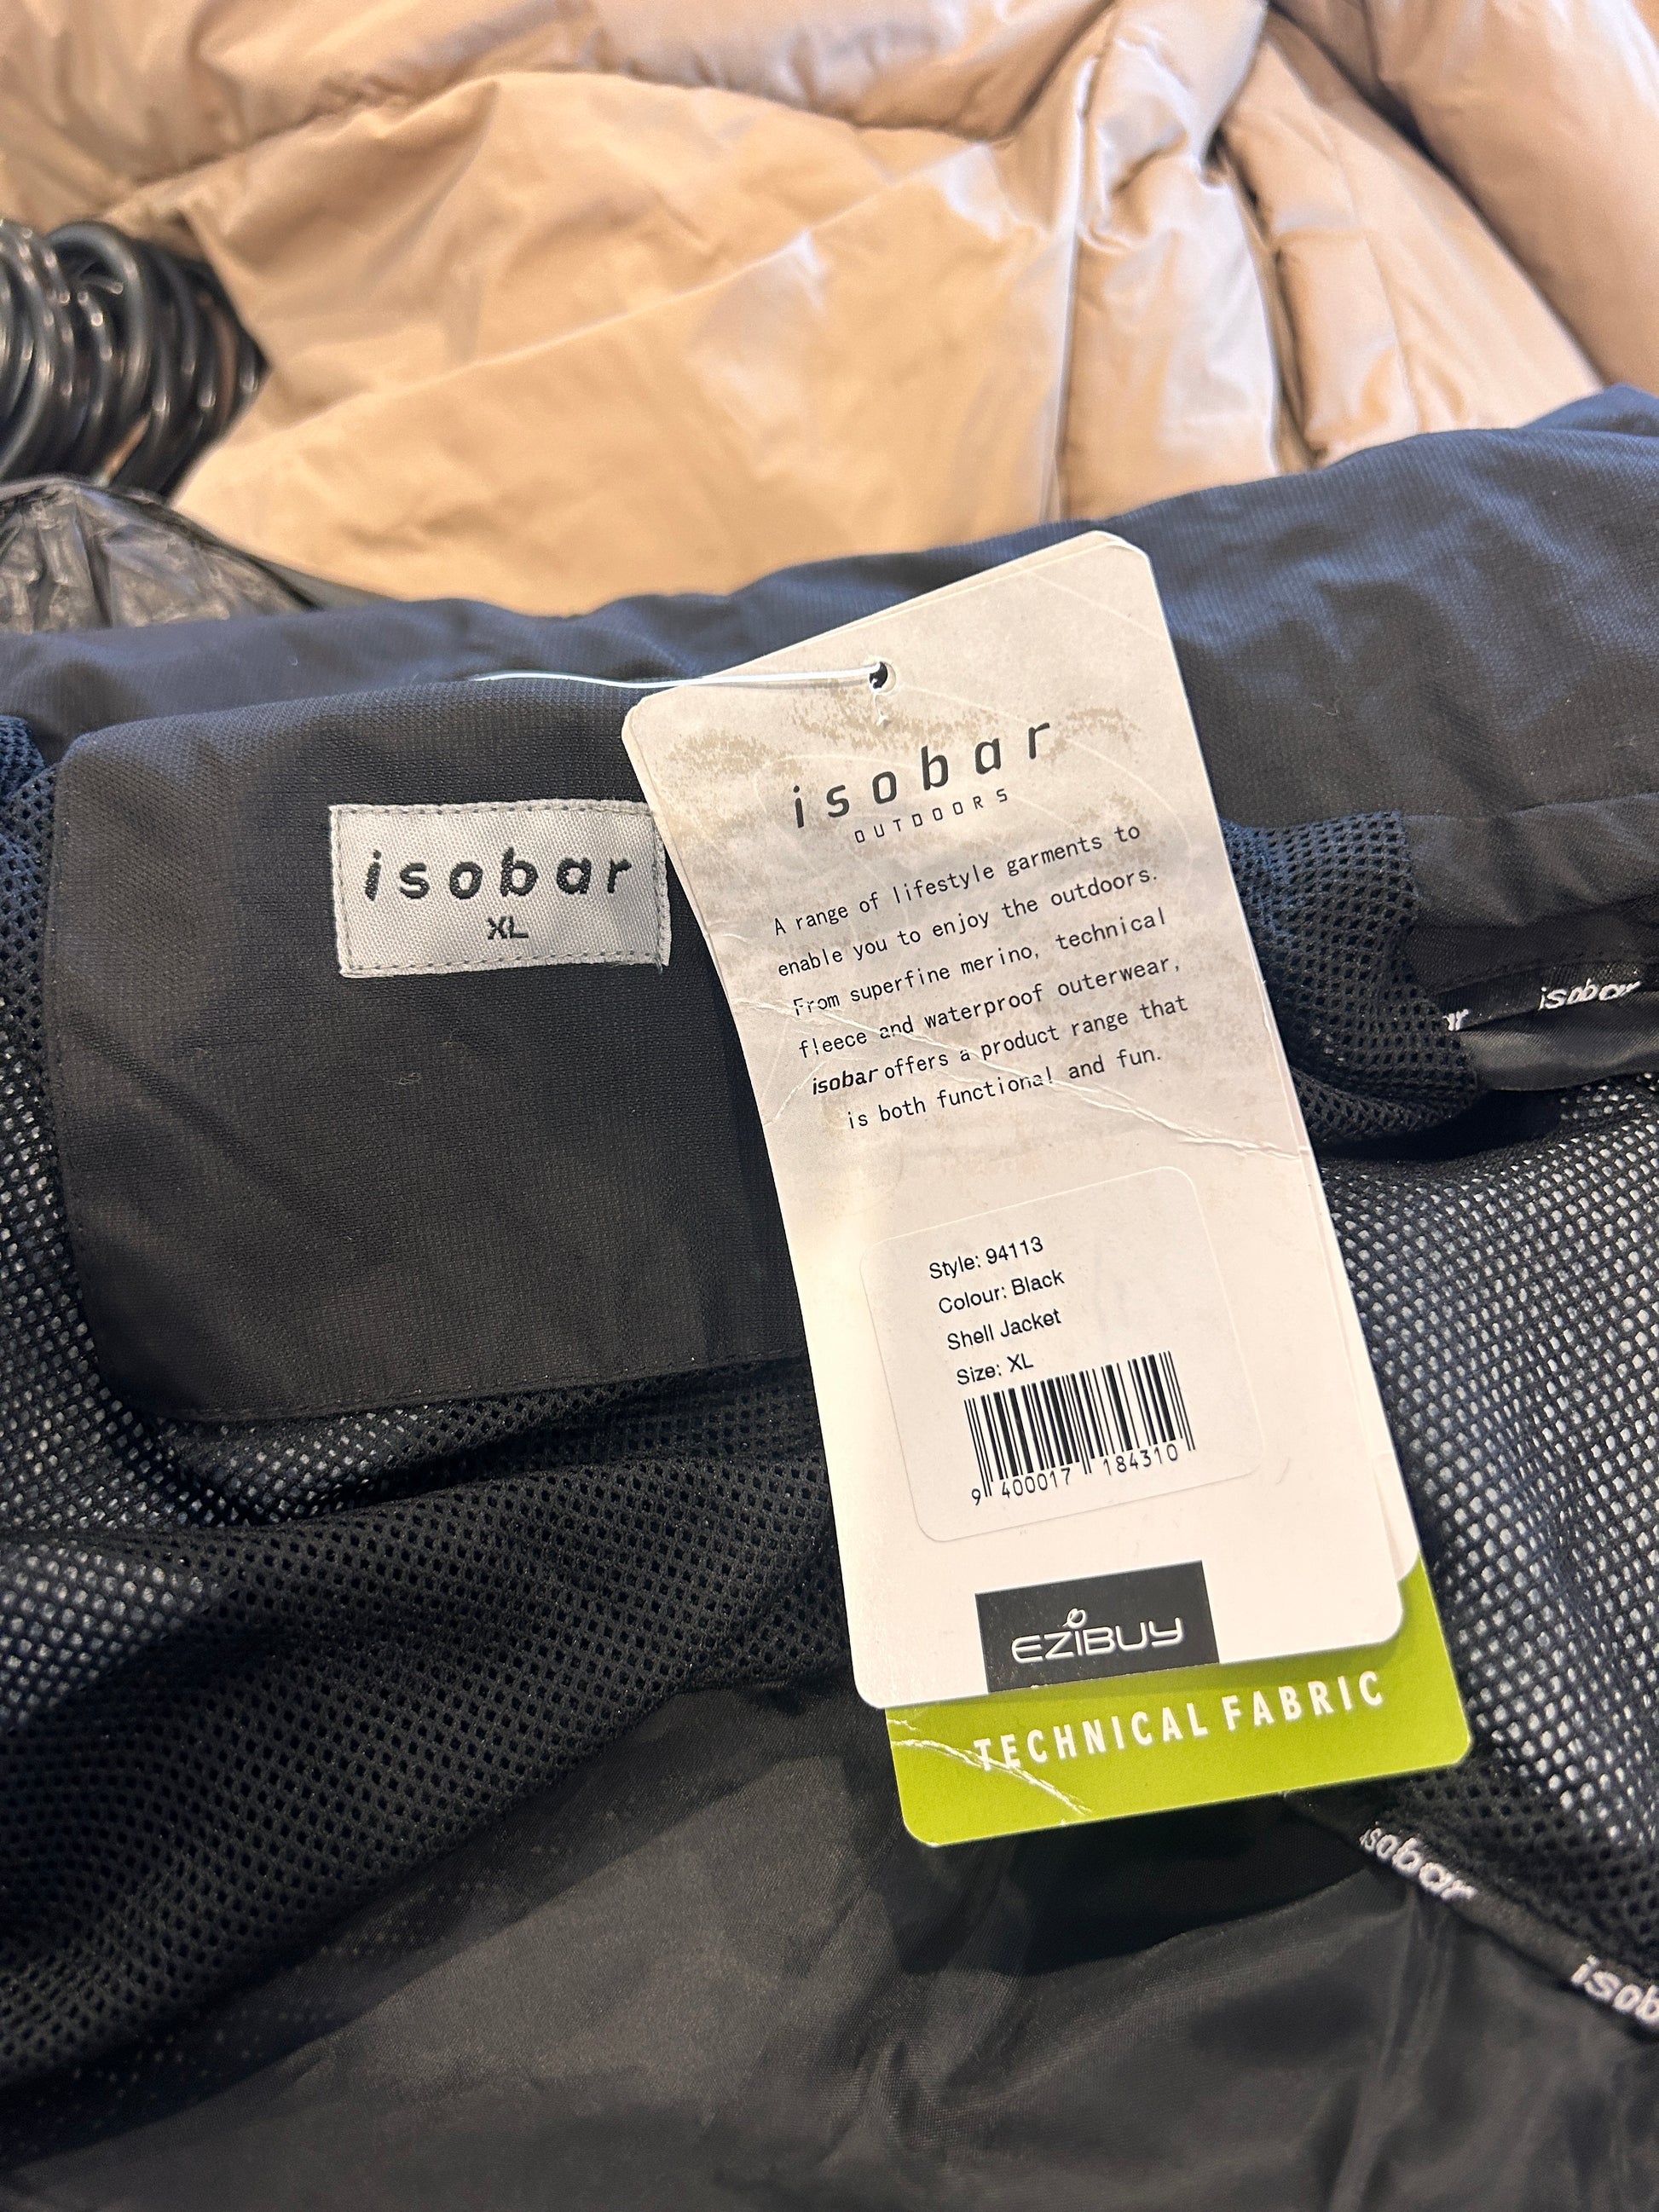 isobar
XL
isobar
OUTDOORS
A range of lifestyle garments to
enable you to enjoy the outdoors.
From superfine merino, technical
fleece and waterproof outerwear,
isobar offers a product range that
is both functional and fun.
Style: 94113
Colour: Black
Shell Jacket
Size: XL
9 400017 184310
EZIBUY
TECHNICAL FABRIC
ar isobar
isobar isob